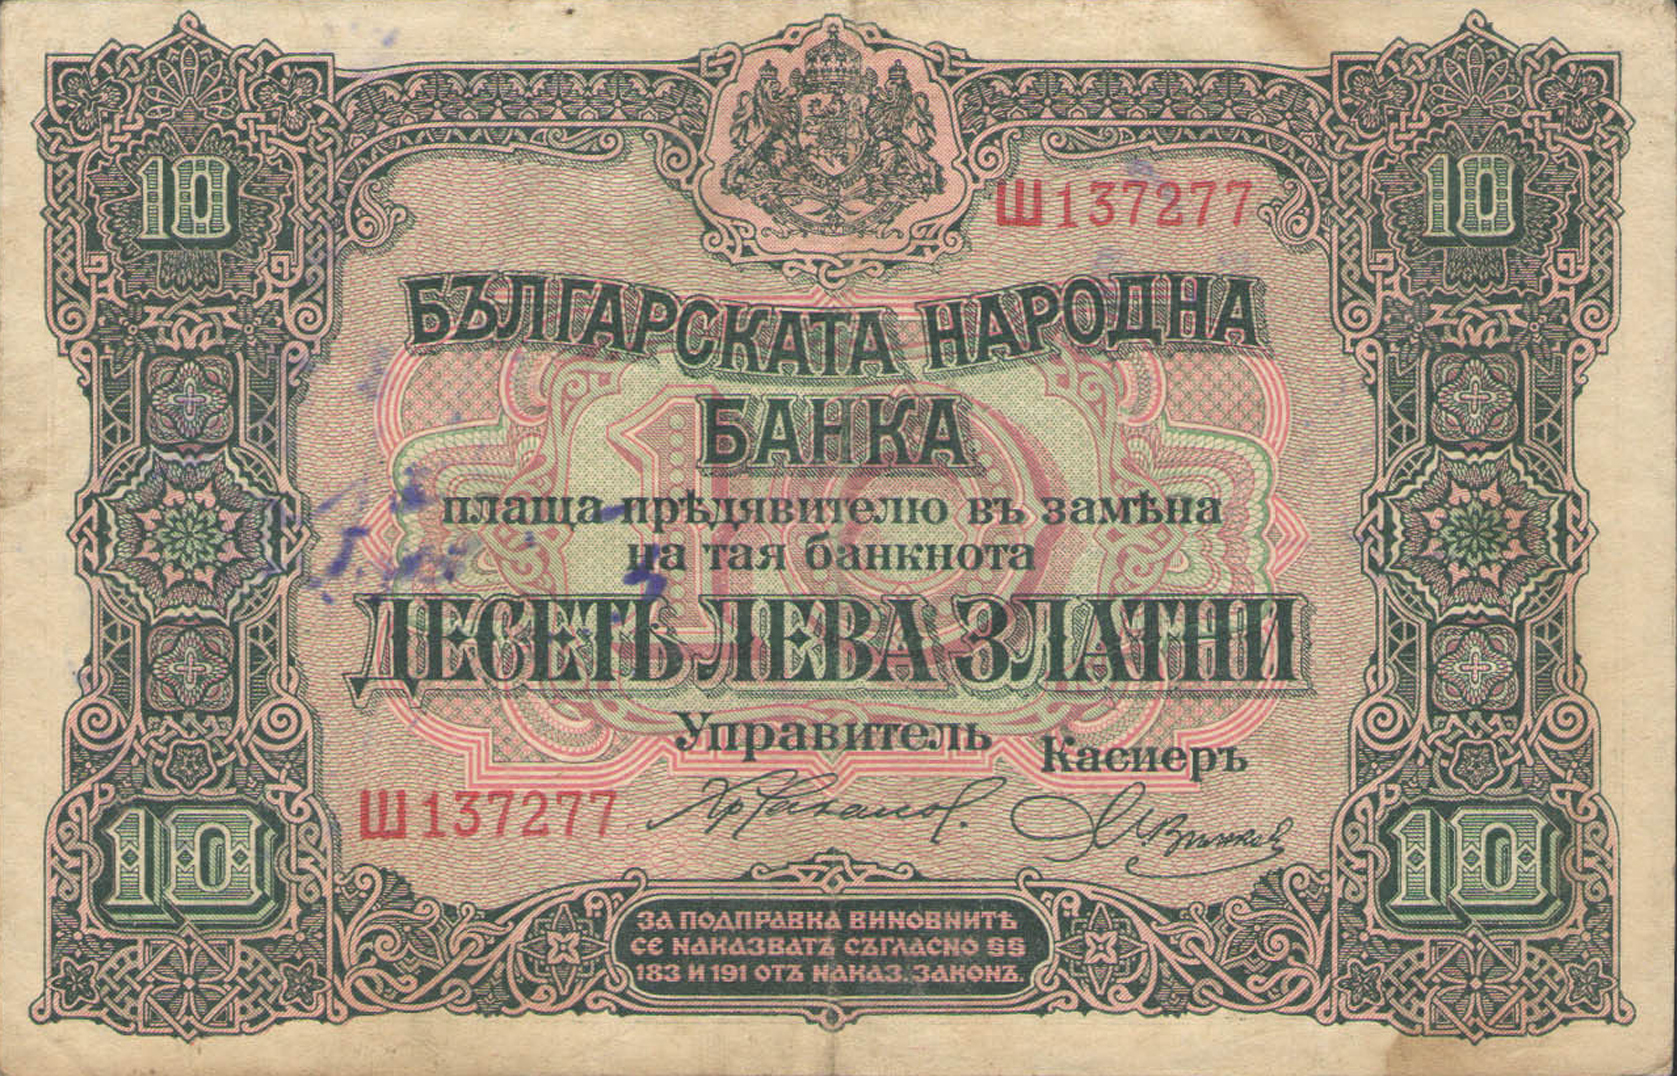 10
10
Ш137277
БЪЛГАРСКАТА НАРОДНА
БАНКА
плаща прѣдявителю въ замѣна
на тая банкнота
ДЕСЕТЬ ЛЕВА ЗЛАТНИ
Управитель
Касиеръ
Ш137277
10
10
ЗА ПОДПРАВКА ВИНОВНИТѢ
СЄ НАКАЗВАТЪ СЪГЛАСНО §§
183 И 191 ОТЪ НАКАЗ. ЗАКОНЪ.